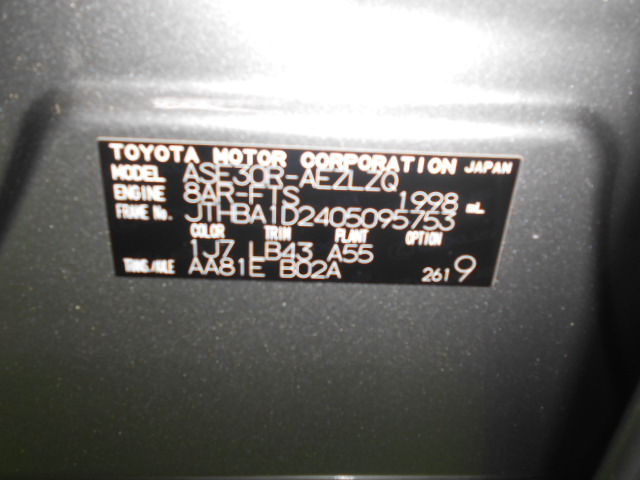 TOYOTA MOTOR CORPORATION JAPAN
MODEL ASE30R-AEZLZQ
ENGINE 8AR-FTS 1998 mL
FRAME No. JTHBA1D2405095753
COLOR TRIM PLANT OPTION
1J7 LB43 A55
TRANS/AXLE AA81E B02A 2619